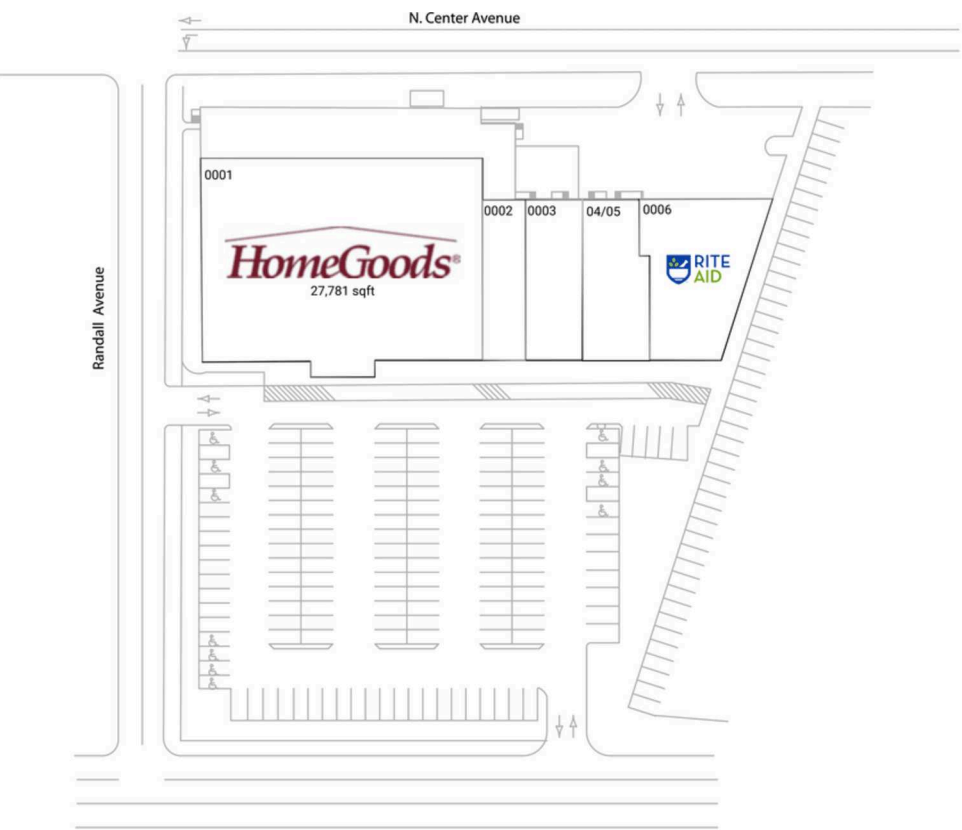 N. Center Avenue
0001
0002
0003
04/05
0006
HomeGoods®
27,781 sqft
RITE
AID
Randall Avenue